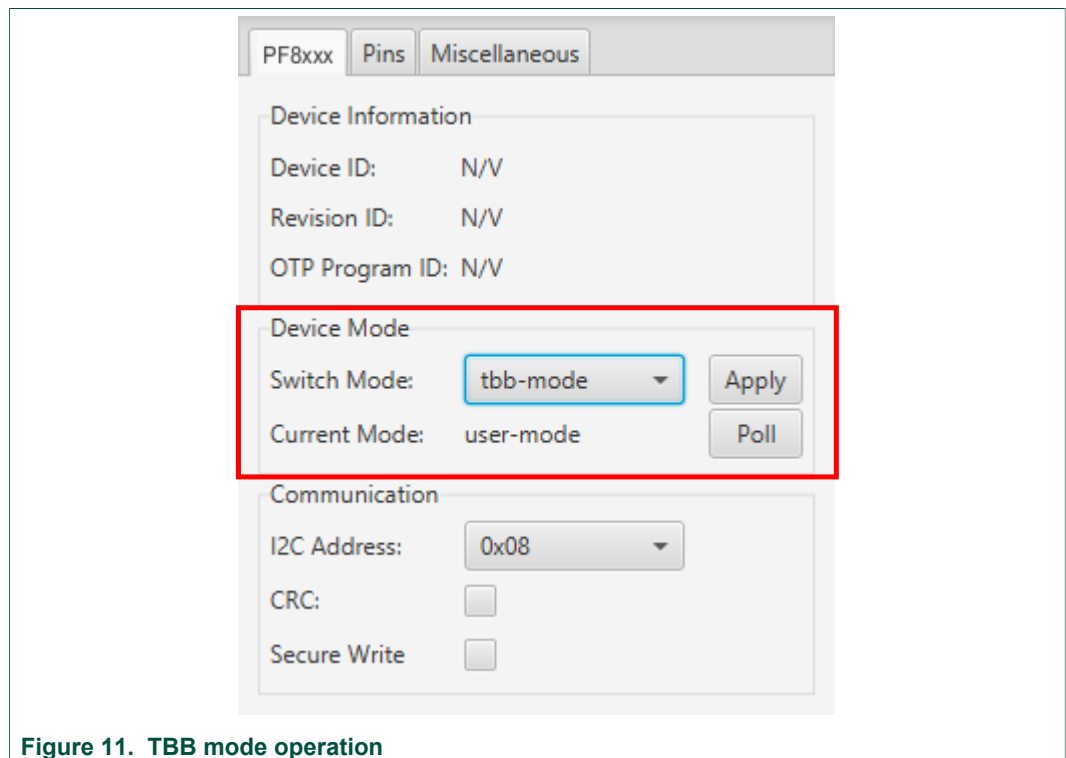 PF8xxx Pins Miscellaneous
Device Information
Device ID: N/V
Revision ID: N/V
OTP Program ID: N/V
Device Mode
Switch Mode: tbb-mode Apply
Current Mode: user-mode Poll
Communication
I2C Address: 0x08
CRC:
Secure Write
Figure 11. TBB mode operation